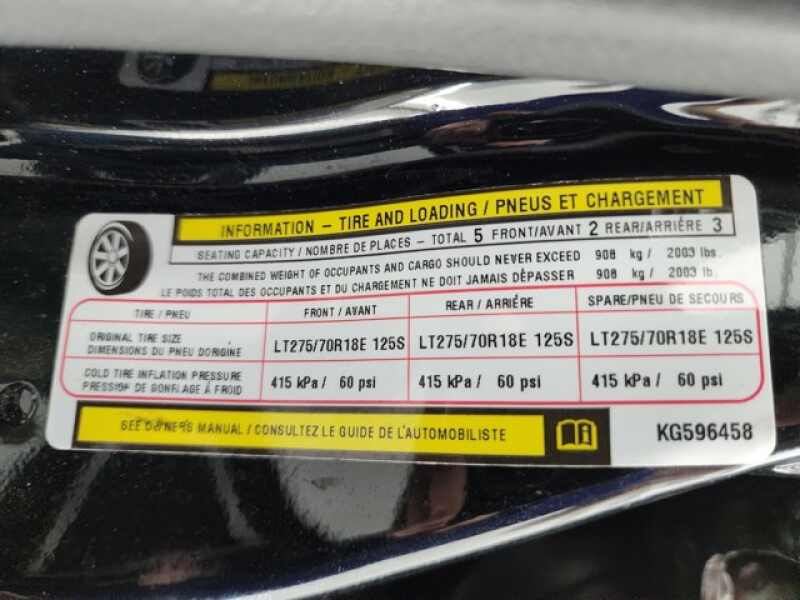 INFORMATION – TIRE AND LOADING / PNEUS ET CHARGEMENT
SEATING CAPACITY / NOMBRE DE PLACES – TOTAL 5 FRONT/AVANT 2 REAR/ARRIÈRE 3
THE COMBINED WEIGHT OF OCCUPANTS AND CARGO SHOULD NEVER EXCEED 908 kg / 2003 lbs.
LE POIDS TOTAL DES OCCUPANTS ET DU CHARGEMENT NE DOIT JAMAIS DÉPASSER 908 kg / 2003 lb.
TIRE / PNEU FRONT / AVANT REAR / ARRIÉRE SPARE/PNEU DE SECOURS
ORIGINAL TIRE SIZE
DIMENSIONS DU PNEU DORIGINE LT275/70R18E 125S LT275/70R18E 125S LT275/70R18E 125S
COLD TIRE INFLATION PRESSURE
PRESSION DE GONFLAGE À FROID 415 kPa / 60 psi 415 kPa / 60 psi 415 kPa / 60 psi
SEE OWNERS MANUAL / CONSULTEZ LE GUIDE DE L'AUTOMOBILISTE KG596458